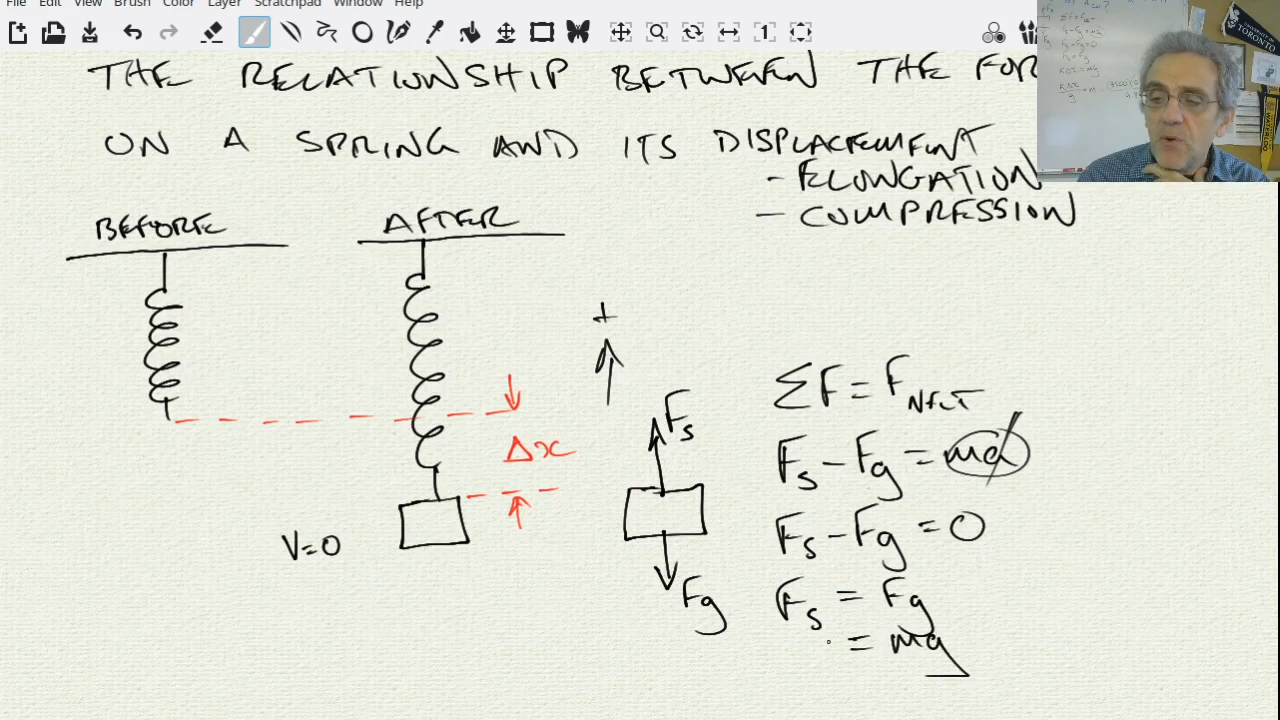 File Edit View Brush Color Layer Scratchpad Window Help
THE RELATIONSHIP BETWEEN THE FOR
ON A SPRING AND ITS DISPLACEMENT
- ELONGATION
- COMPRESSION
BEFORE
AFTER
+
Δx
V=0
Fs
Fg
ΣF = FNET
Fs - Fg = ma
Fs - Fg = 0
Fs = Fg
= mg
TORONTO
WATERLOO